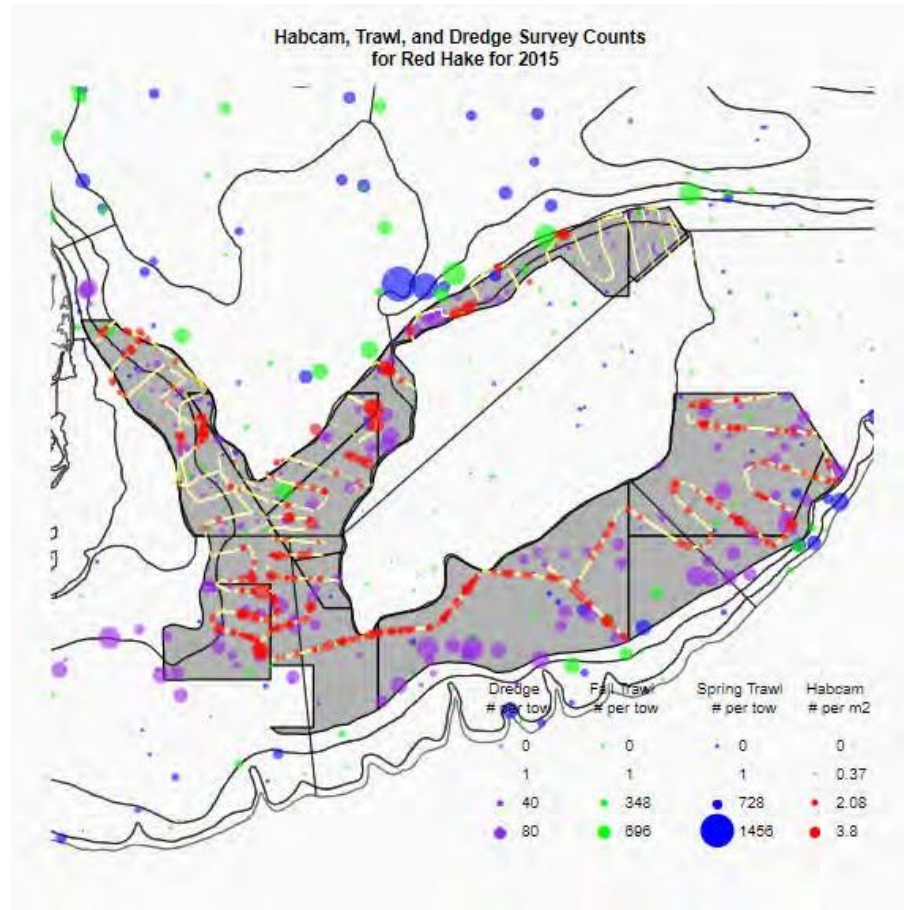 Habcam, Trawl, and Dredge Survey Counts
for Red Hake for 2015
Dredge Fall Trawl Spring Trawl Habcam
# per tow # per tow # per tow # per m2
0 0 0 0
1 1 1 0.37
40 348 728 2.08
80 696 1456 3.8